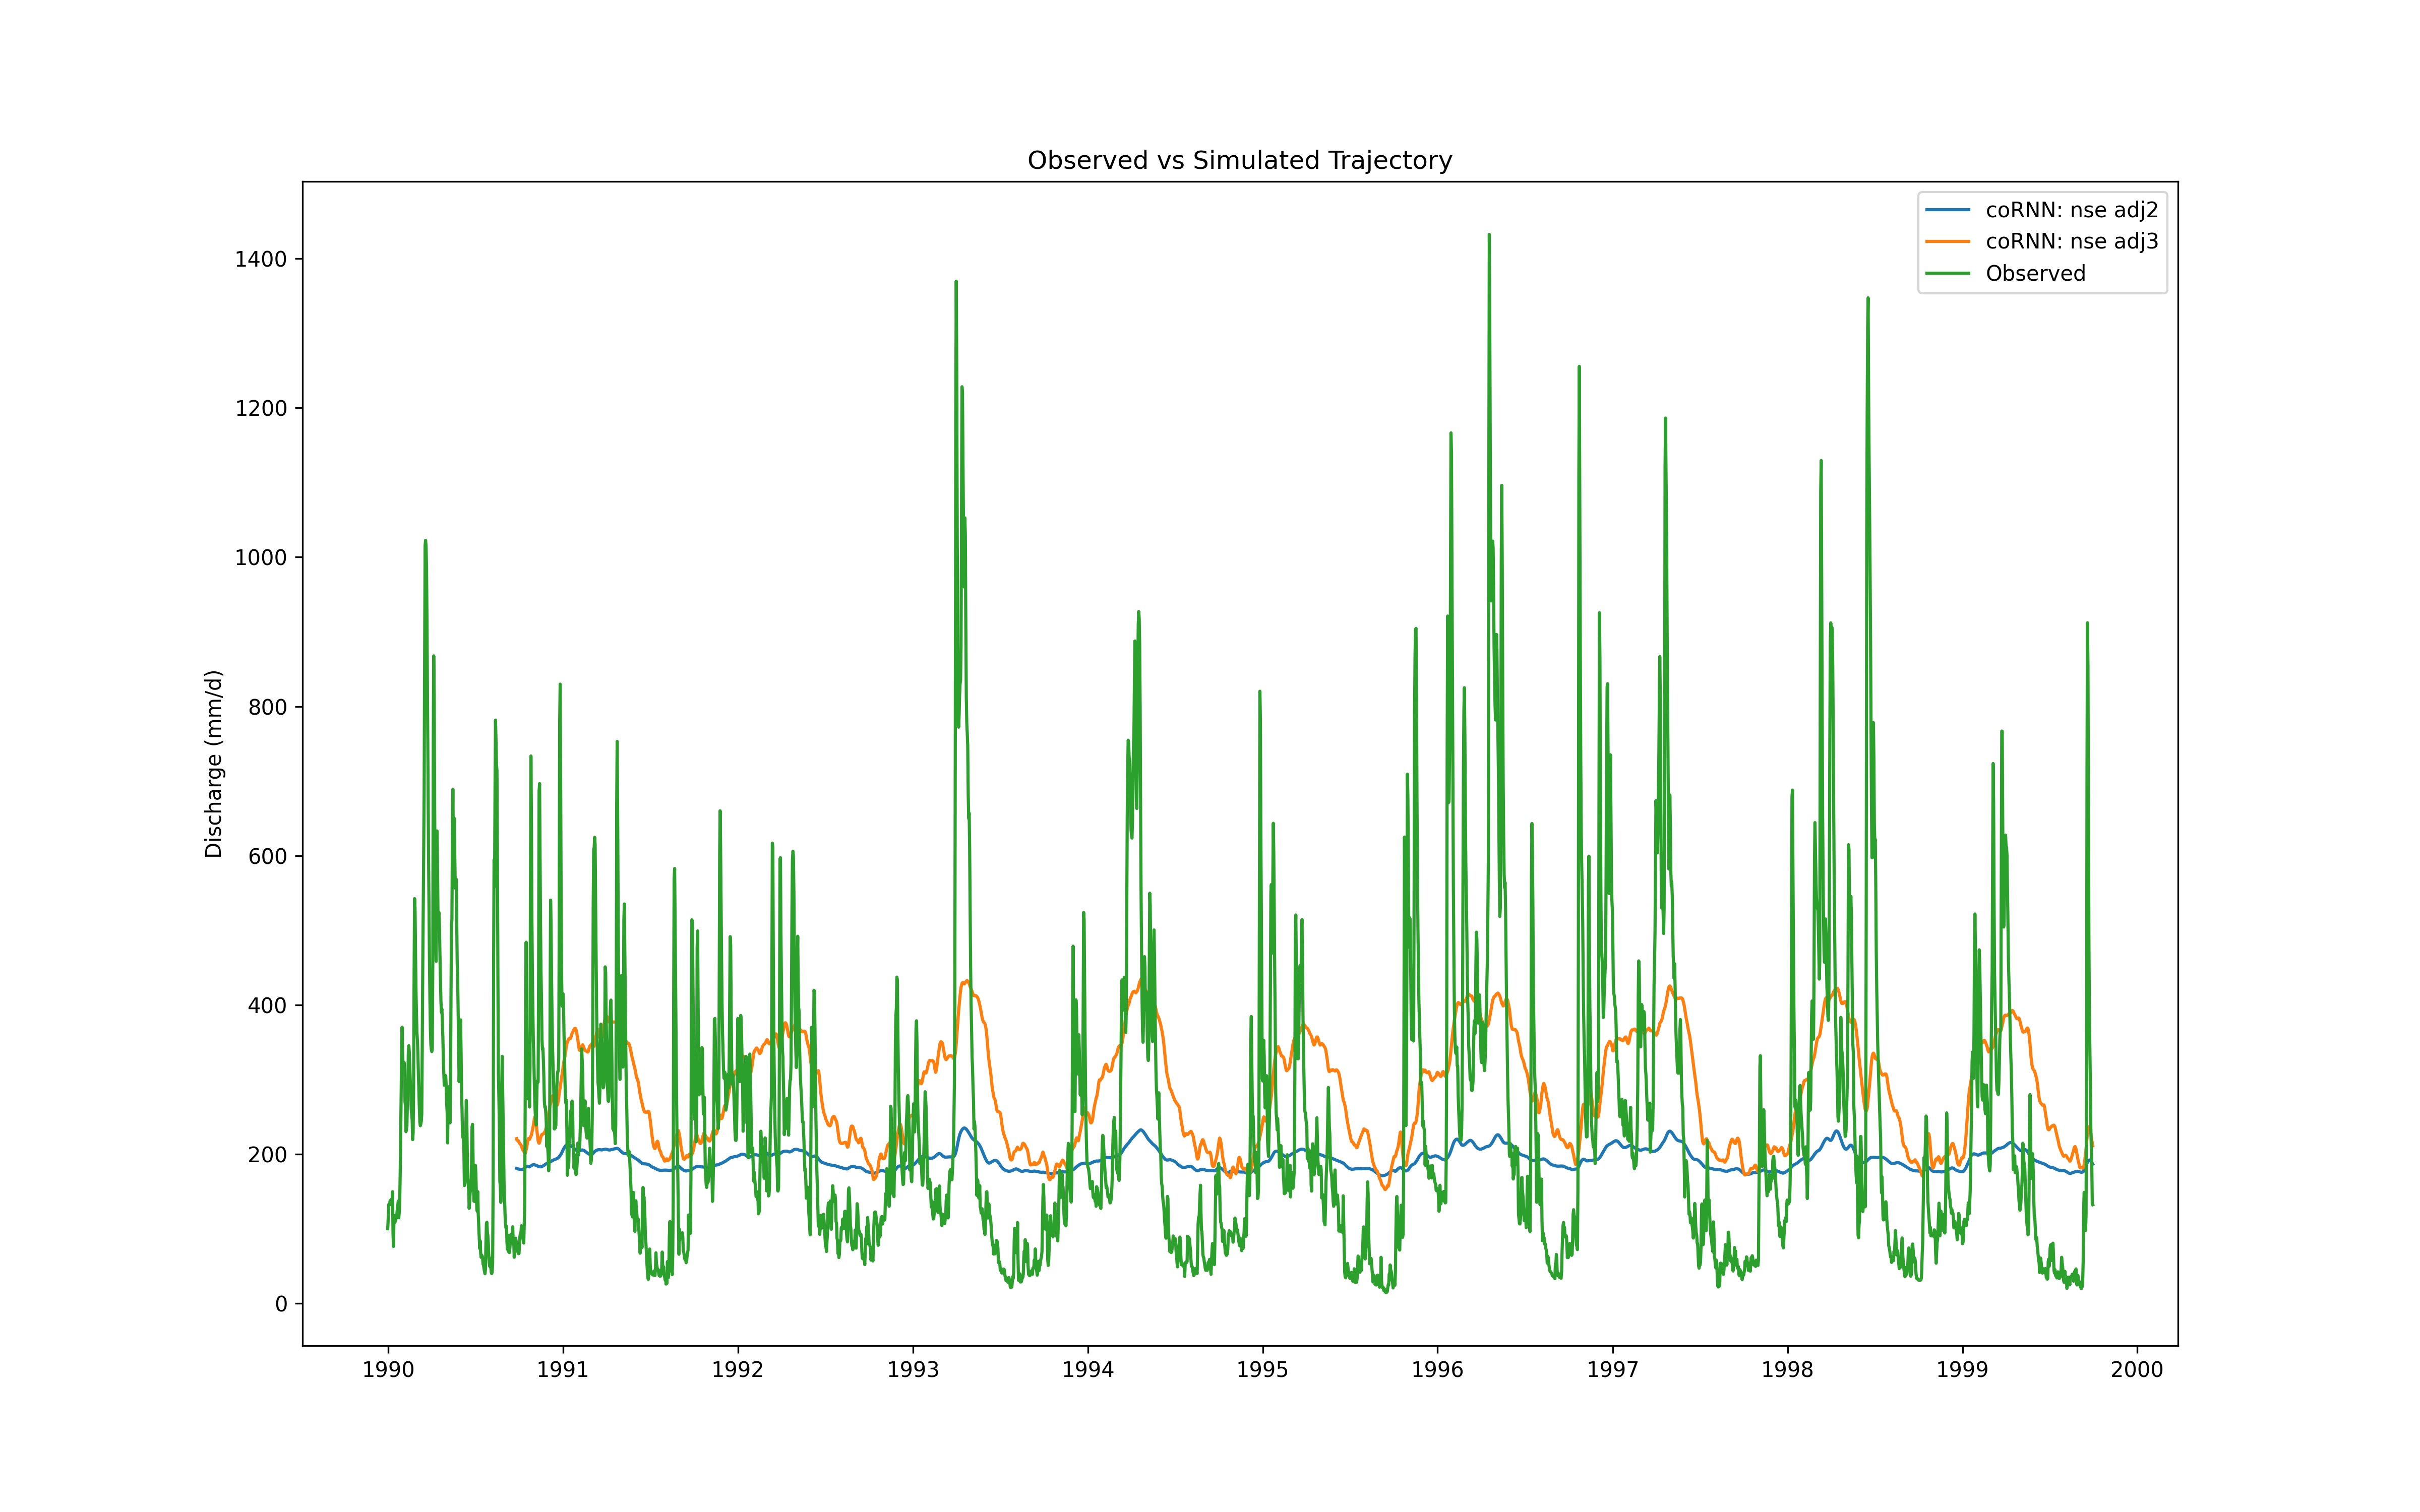 Observed vs Simulated Trajectory
coRNN: nse adj2
coRNN: nse adj3
Observed
Discharge (mm/d)
1400
1200
1000
800
600
400
200
0
1990 1991 1992 1993 1994 1995 1996 1997 1998 1999 2000